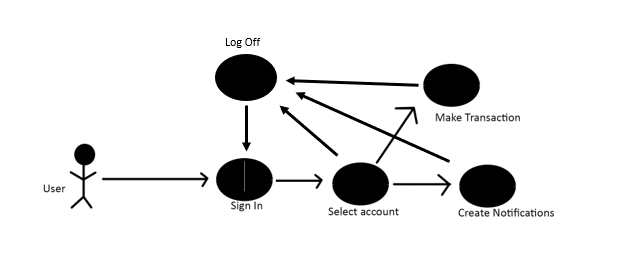 Log Off
Make Transaction
User
Sign In
Select account
Create Notifications